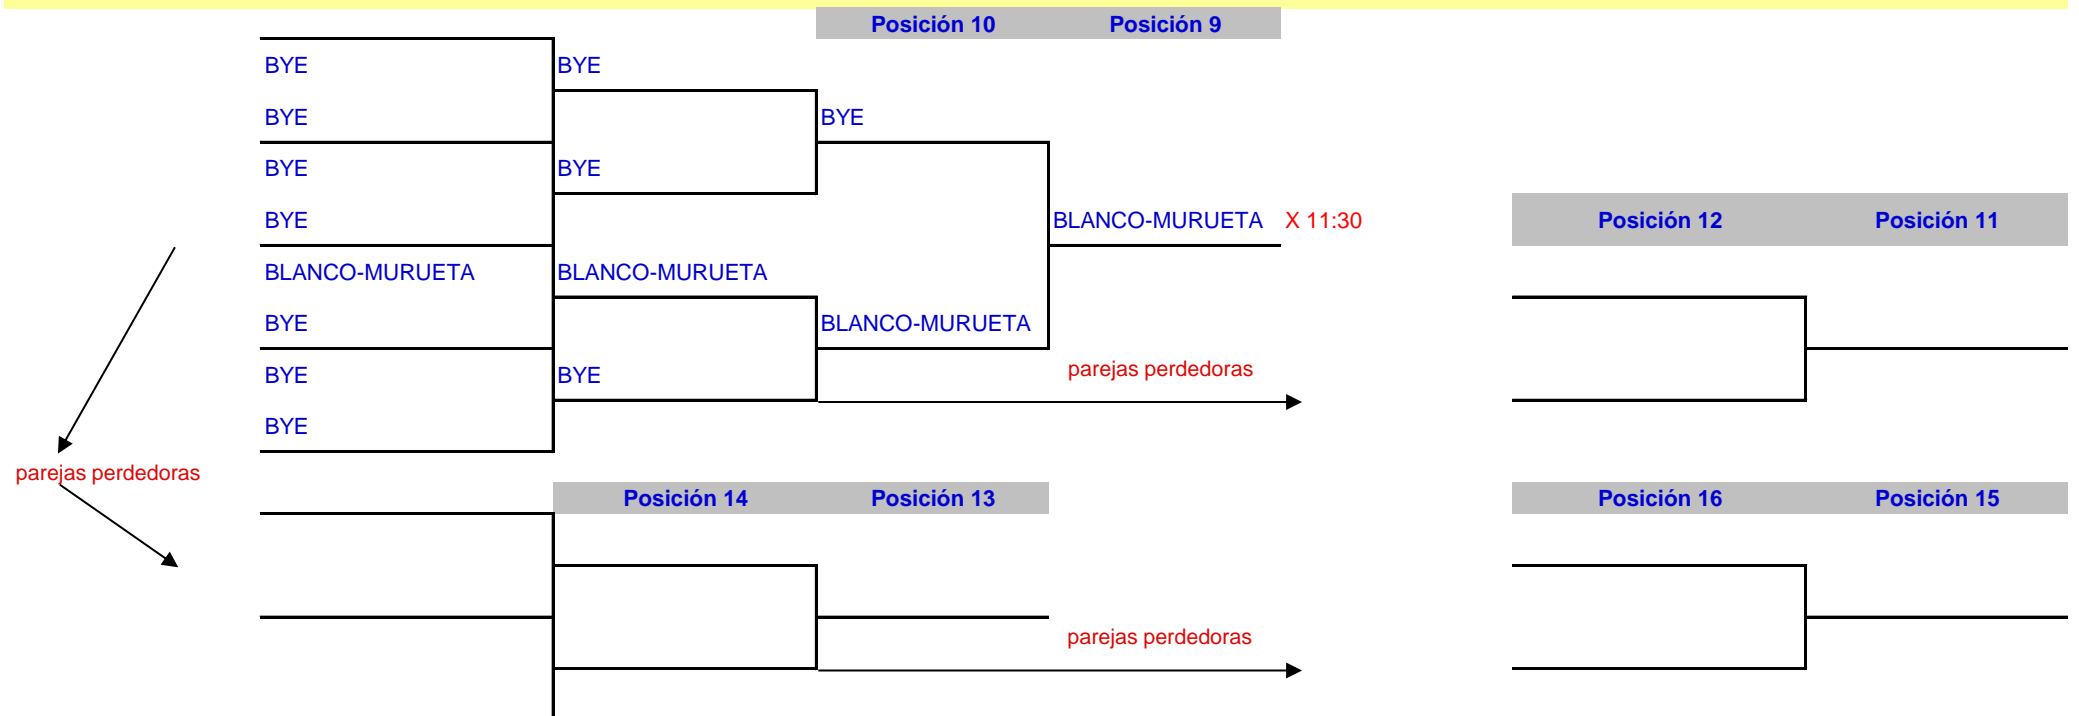 Posición 10 Posición 9
BYE BYE
BYE BYE
BYE BYE
BYE BLANCO-MURUETA X 11:30 Posición 12 Posición 11
BLANCO-MURUETA BLANCO-MURUETA
BYE BLANCO-MURUETA
BYE BYE parejas perdedoras
BYE
parejas perdedoras
Posición 14 Posición 13 Posición 16 Posición 15
parejas perdedoras